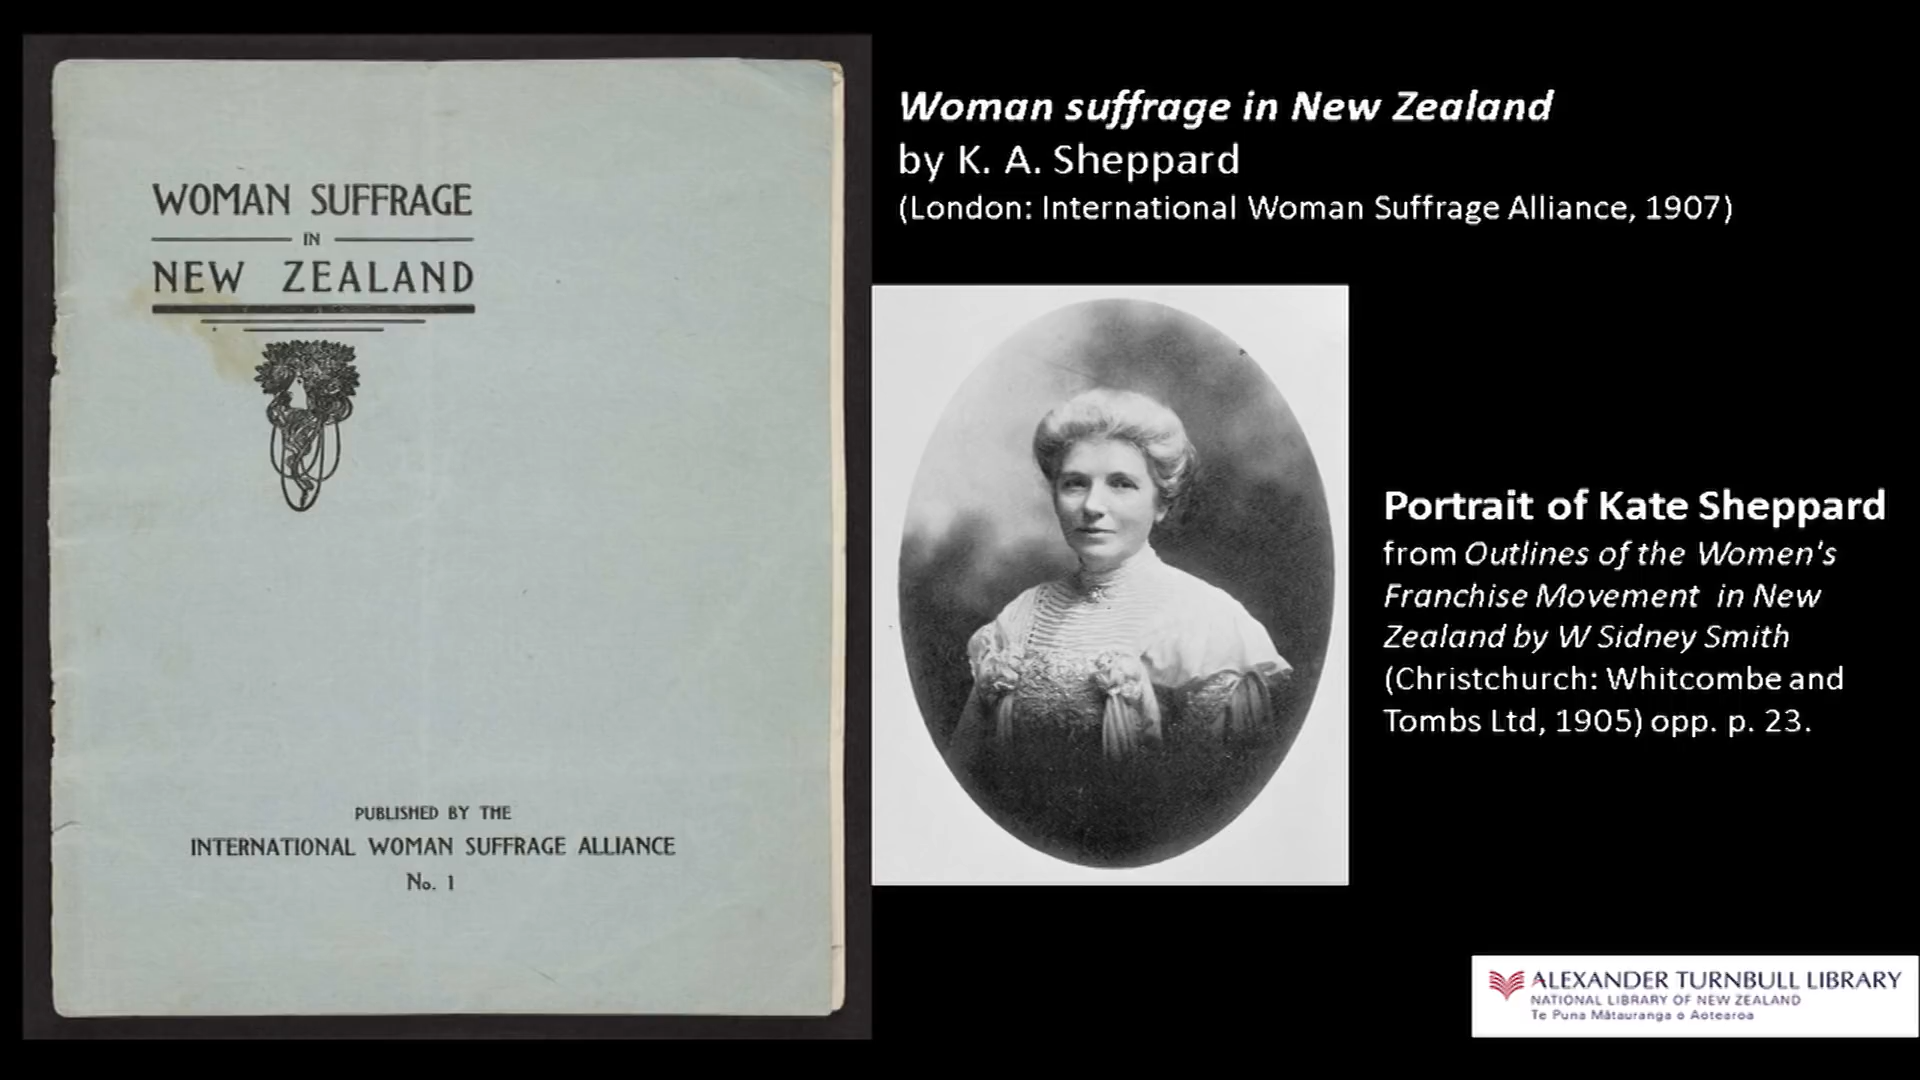 WOMAN SUFFRAGE
IN
NEW ZEALAND
PUBLISHED BY THE
INTERNATIONAL WOMAN SUFFRAGE ALLIANCE
No. 1
Woman suffrage in New Zealand
by K. A. Sheppard
(London: International Woman Suffrage Alliance, 1907)
Portrait of Kate Sheppard
from Outlines of the Women's
Franchise Movement in New
Zealand by W Sidney Smith
(Christchurch: Whitcombe and
Tombs Ltd, 1905) opp. p. 23.
ALEXANDER TURNBULL LIBRARY
NATIONAL LIBRARY OF NEW ZEALAND
Te Puna Mātauranga o Aotearoa